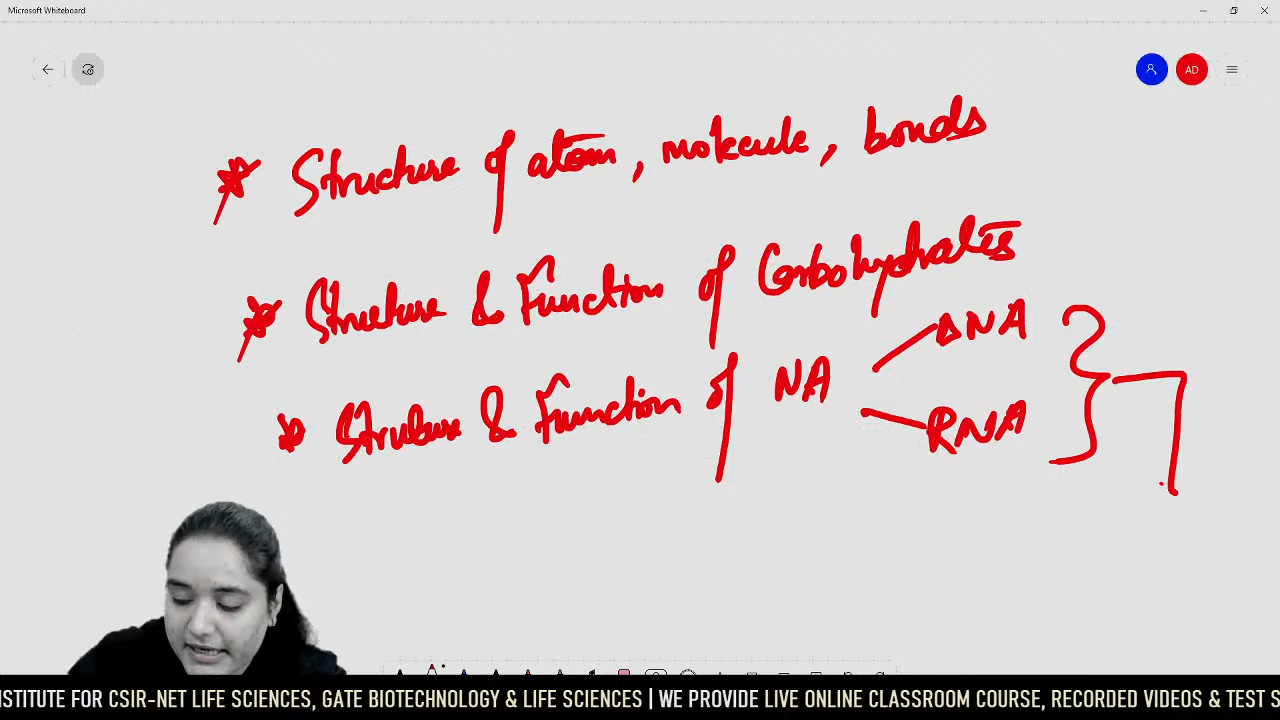 Microsoft Whiteboard
AD
* Structure of atom, molecule, bonds
* Structure & Function of Carbohydrates
* Structure & Function of NA
DNA
RNA
INSTITUTE FOR CSIR-NET LIFE SCIENCES, GATE BIOTECHNOLOGY & LIFE SCIENCES | WE PROVIDE LIVE ONLINE CLASSROOM COURSE, RECORDED VIDEOS & TEST S